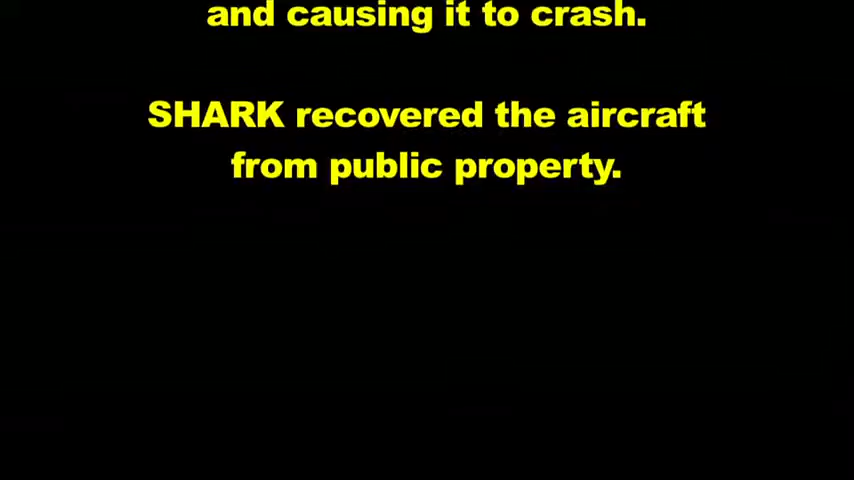 and causing it to crash.
SHARK recovered the aircraft
from public property.